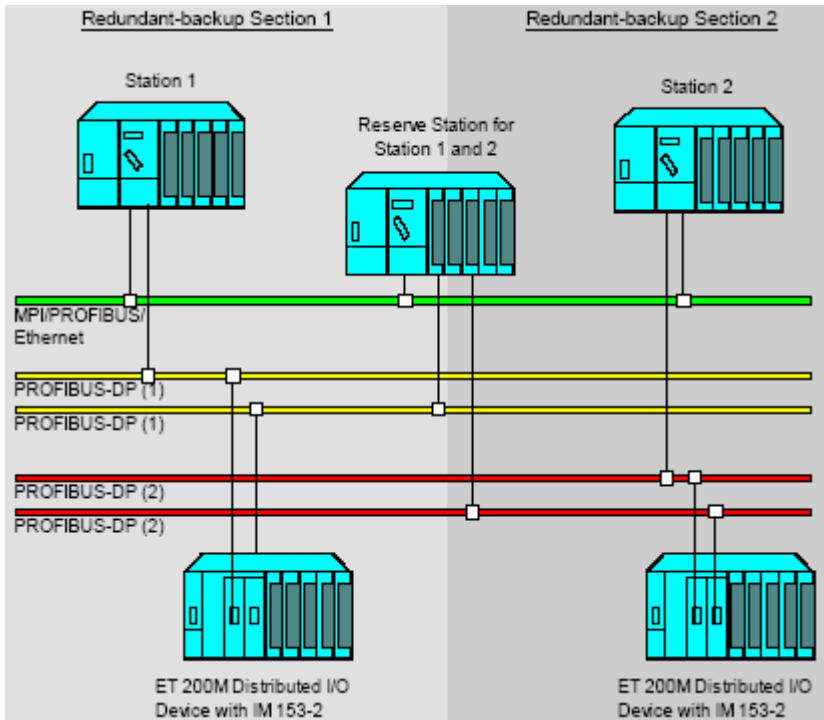 Redundant-backup Section 1
Redundant-backup Section 2
Station 1
Station 2
Reserve Station for
Station 1 and 2
MPI/PROFIBUS/
Ethernet
PROFIBUS-DP (1)
PROFIBUS-DP (1)
PROFIBUS-DP (2)
PROFIBUS-DP (2)
ET 200M Distributed I/O
Device with IM 153-2
ET 200M Distributed I/O
Device with IM 153-2